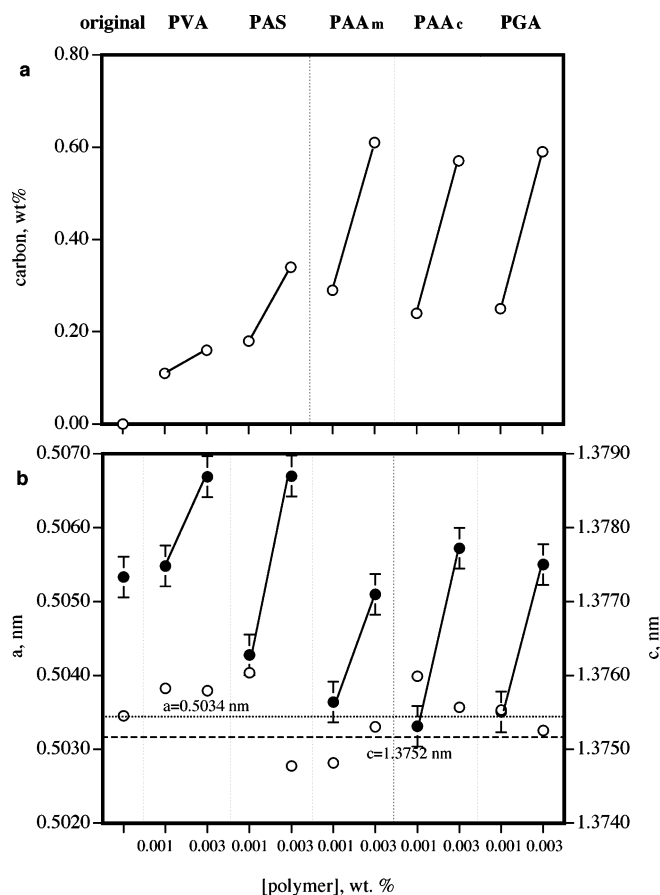 original PVA PAS PAAm PAAc PGA
a
0.80
0.60
0.40
0.20
0.00
carbon, wt%
b
0.5070 1.3790
0.5060 1.3780
0.5050 1.3770
0.5040 1.3760
0.5030 1.3750
0.5020 1.3740
a, nm
c, nm
a=0.5034 nm
c=1.3752 nm
0.001 0.003 0.001 0.003 0.001 0.003 0.001 0.003 0.001 0.003
[polymer], wt. %